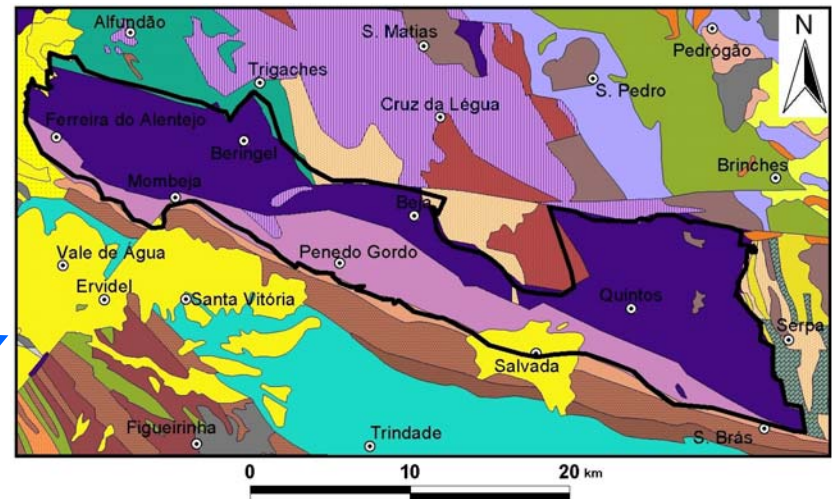 Alfundão
S. Matias
Pedrógão
N
Trigaches
S. Pedro
Cruz da Légua
Ferreira do Alentejo
Beringel
Brinches
Mombeja
Beja
Vale de Água
Penedo Gordo
Ervidel
Santa Vitória
Quintos
Serpa
Salvada
Figueirinha
Trindade
S. Brás
0 10 20 km